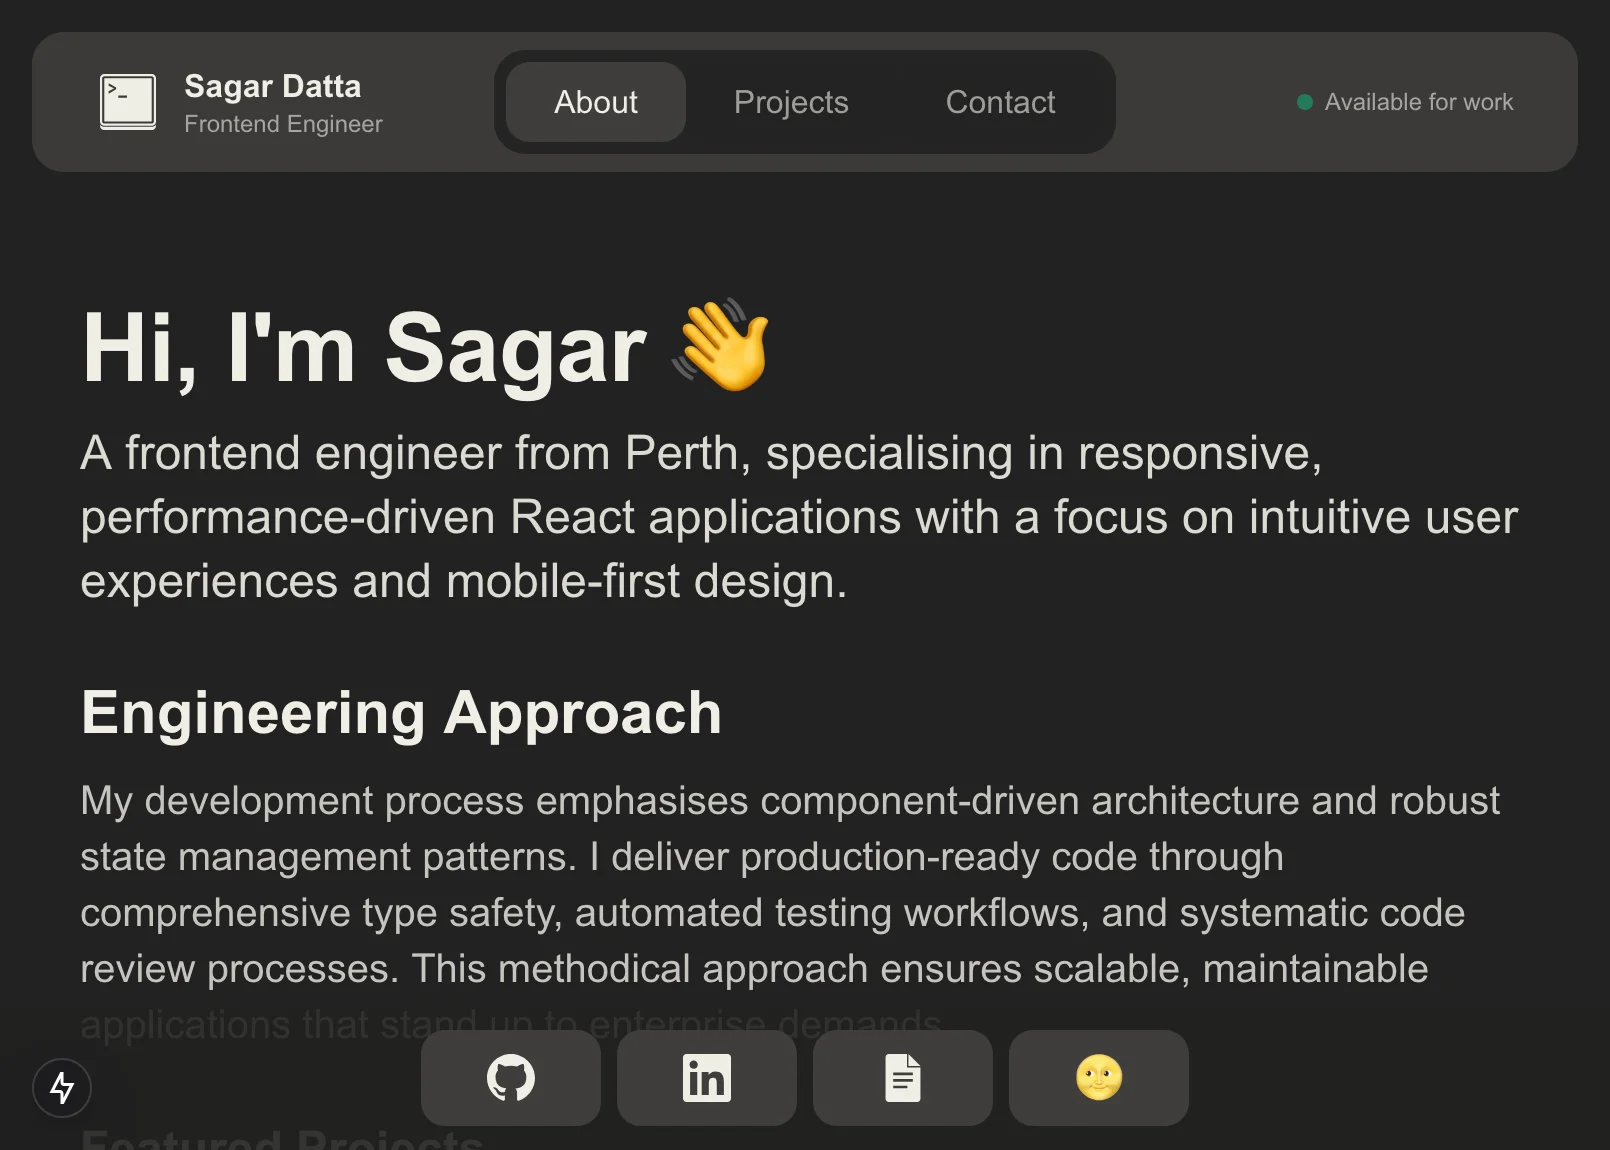 >_
Sagar Datta
Frontend Engineer
About
Projects
Contact
Available for work
Hi, I'm Sagar 👋
A frontend engineer from Perth, specialising in responsive,
performance-driven React applications with a focus on intuitive user
experiences and mobile-first design.
Engineering Approach
My development process emphasises component-driven architecture and robust
state management patterns. I deliver production-ready code through
comprehensive type safety, automated testing workflows, and systematic code
review processes. This methodical approach ensures scalable, maintainable
applications that stand up to enterprise demands.
in
Featured Projects